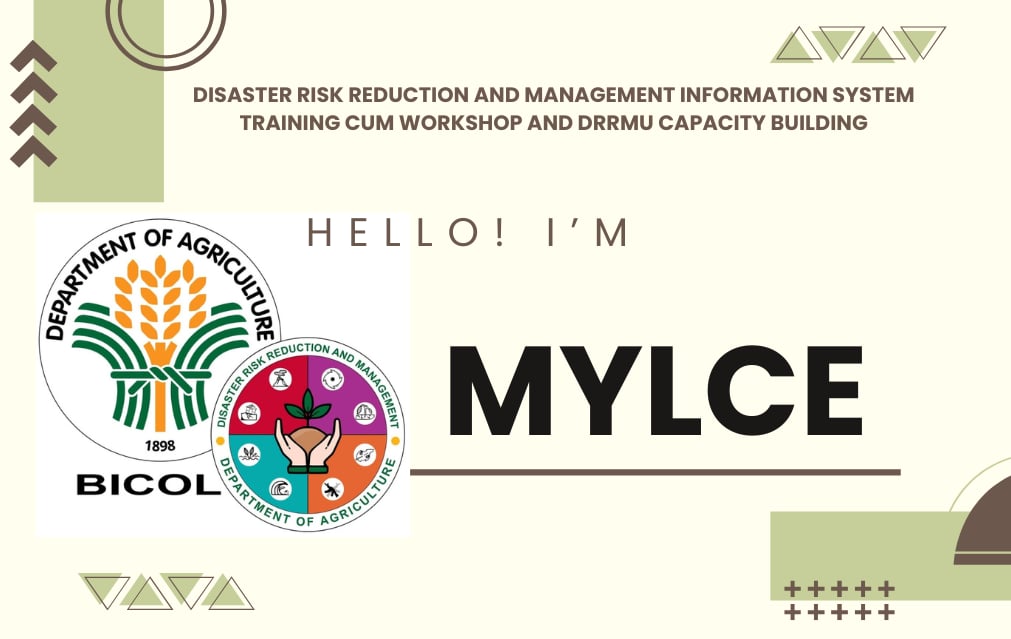 DISASTER RISK REDUCTION AND MANAGEMENT INFORMATION SYSTEM
TRAINING CUM WORKSHOP AND DRRMU CAPACITY BUILDING
HELLO! I’M
MYLCE
DEPARTMENT OF AGRICULTURE
1898
BICOL
DISASTER RISK REDUCTION AND MANAGEMENT
DEPARTMENT OF AGRICULTURE